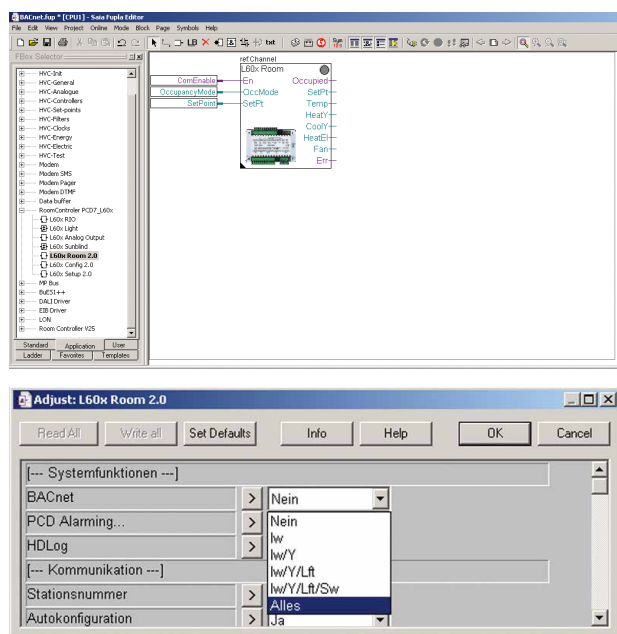 BACnet.fup * [CPU1] - Saia Fupla Editor
File Edit View Project Online Mode Block Page Symbols Help
LB txt
FBox Selector
HVC-Init
HVC-General
HVC-Analogue
HVC-Controllers
HVC-Set-points
HVC-Filters
HVC-Clocks
HVC-Energy
HVC-Electric
HVC-Test
Modem
Modem SMS
Modem Pager
Modem DTMF
Data buffer
RoomControler PCD7_L60x
L60x RIO
L60x Light
L60x Analog Output
L60x Sunblind
L60x Room 2.0
L60x Config 2.0
L60x Setup 2.0
MP Bus
BuES1++
DALI Driver
EIB Driver
LON
Room Controller V25
Standard Application User
Ladder Favorites Templates
ref:Channel
L60x Room
ComEnable En Occupied
OccupancyMode OccMode SetPt
SetPoint SetPt Temp
HeatY
CoolY
HeatEl
Fan
Err
Adjust: L60x Room 2.0
Read All Write all Set Defaults Info Help OK Cancel
[--- Systemfunktionen ---]
BACnet > Nein
PCD Alarming... > Nein
HDLog > Iw
Iw/Y
[--- Kommunikation ---] Iw/Y/Lft
Stationsnummer > Iw/Y/Lft/Sw
Alles
Autokonfiguration > Ja